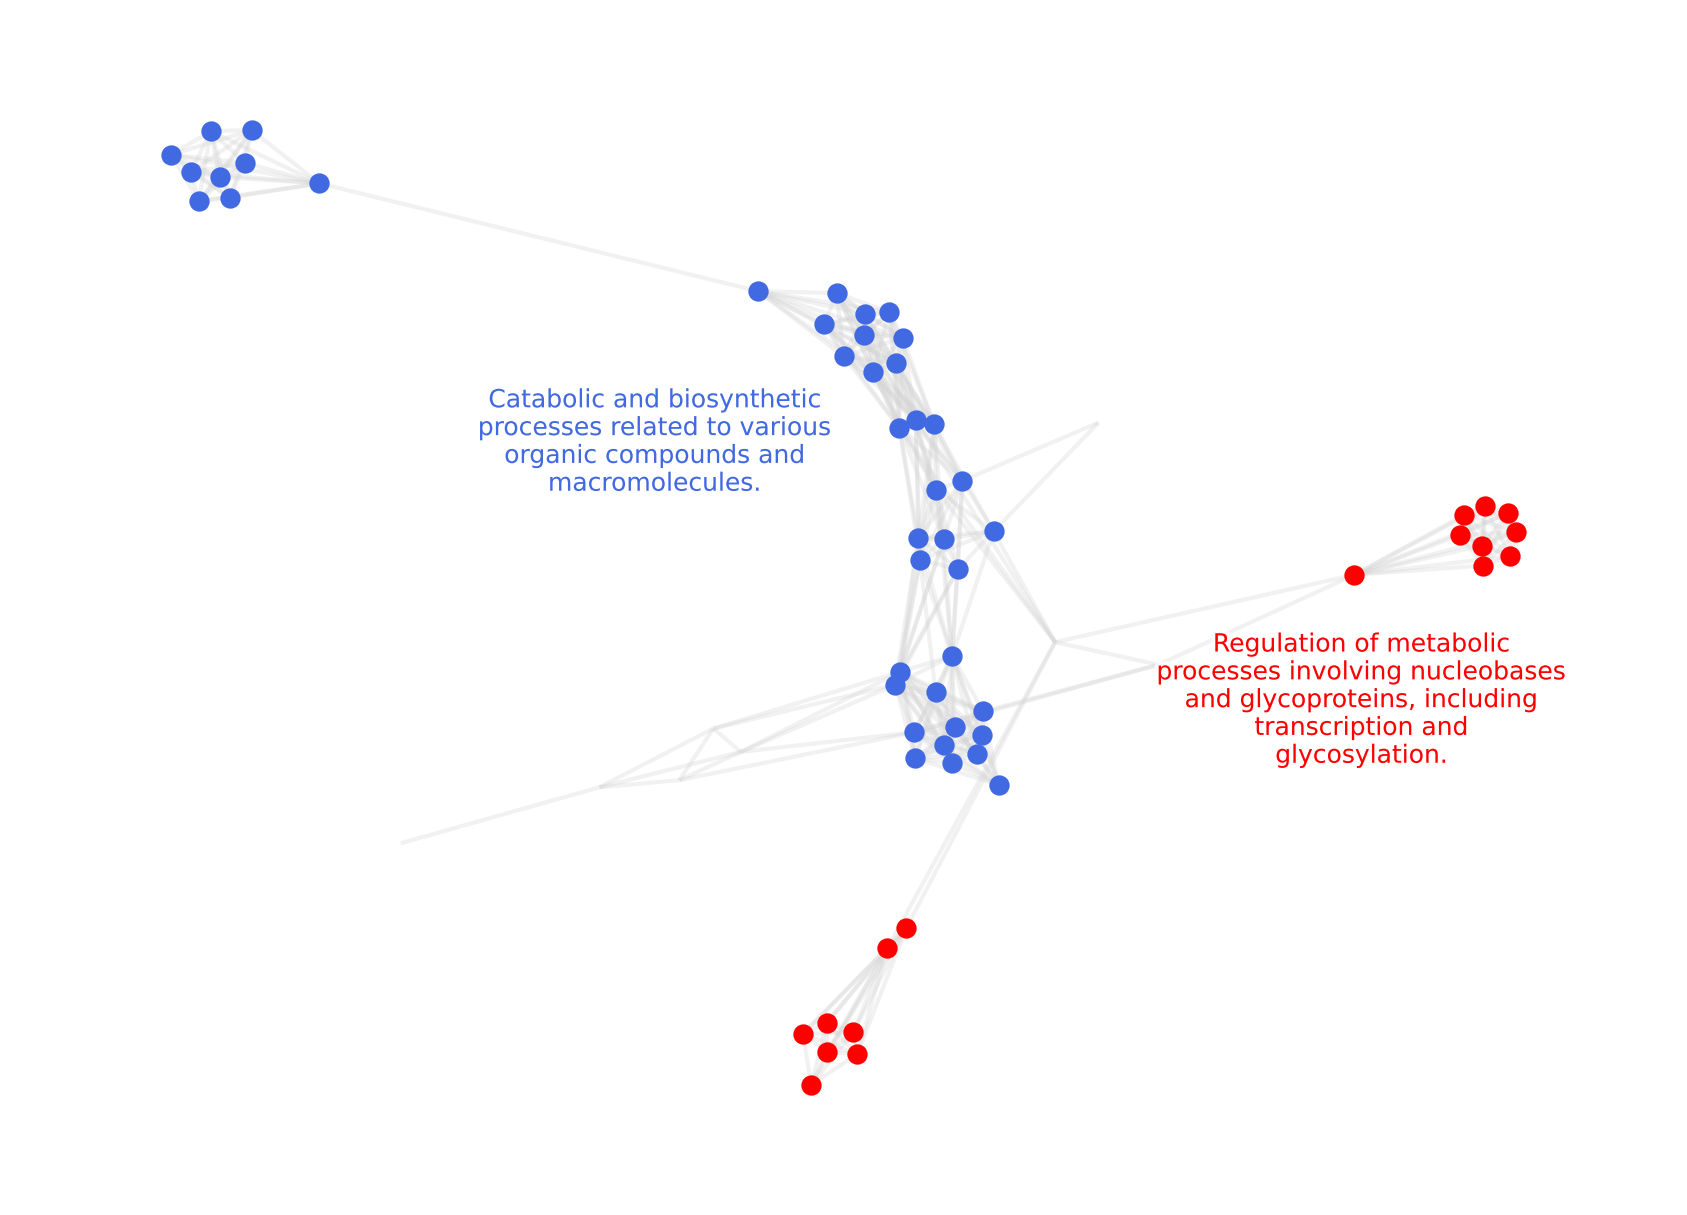 Catabolic and biosynthetic
processes related to various
organic compounds and
macromolecules.
Regulation of metabolic
processes involving nucleobases
and glycoproteins, including
transcription and
glycosylation.